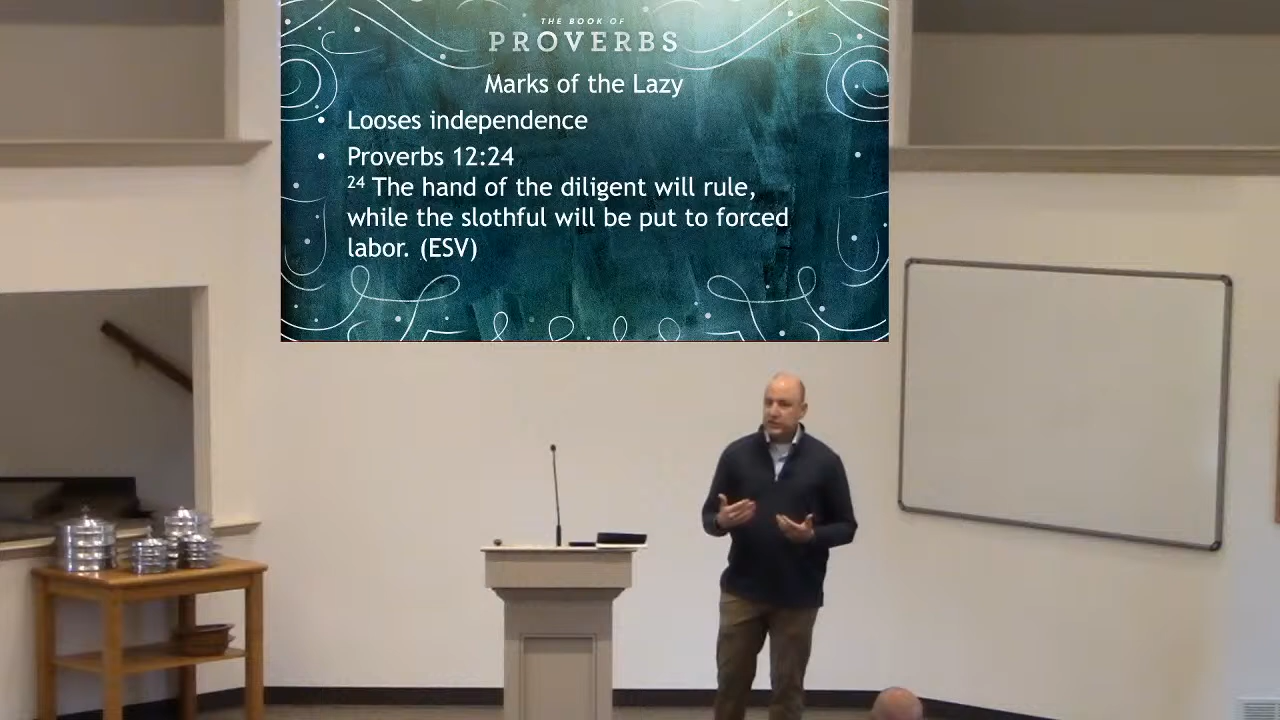 THE BOOK OF
PROVERBS
Marks of the Lazy
• Looses independence
• Proverbs 12:24
24 The hand of the diligent will rule,
while the slothful will be put to forced
labor. (ESV)